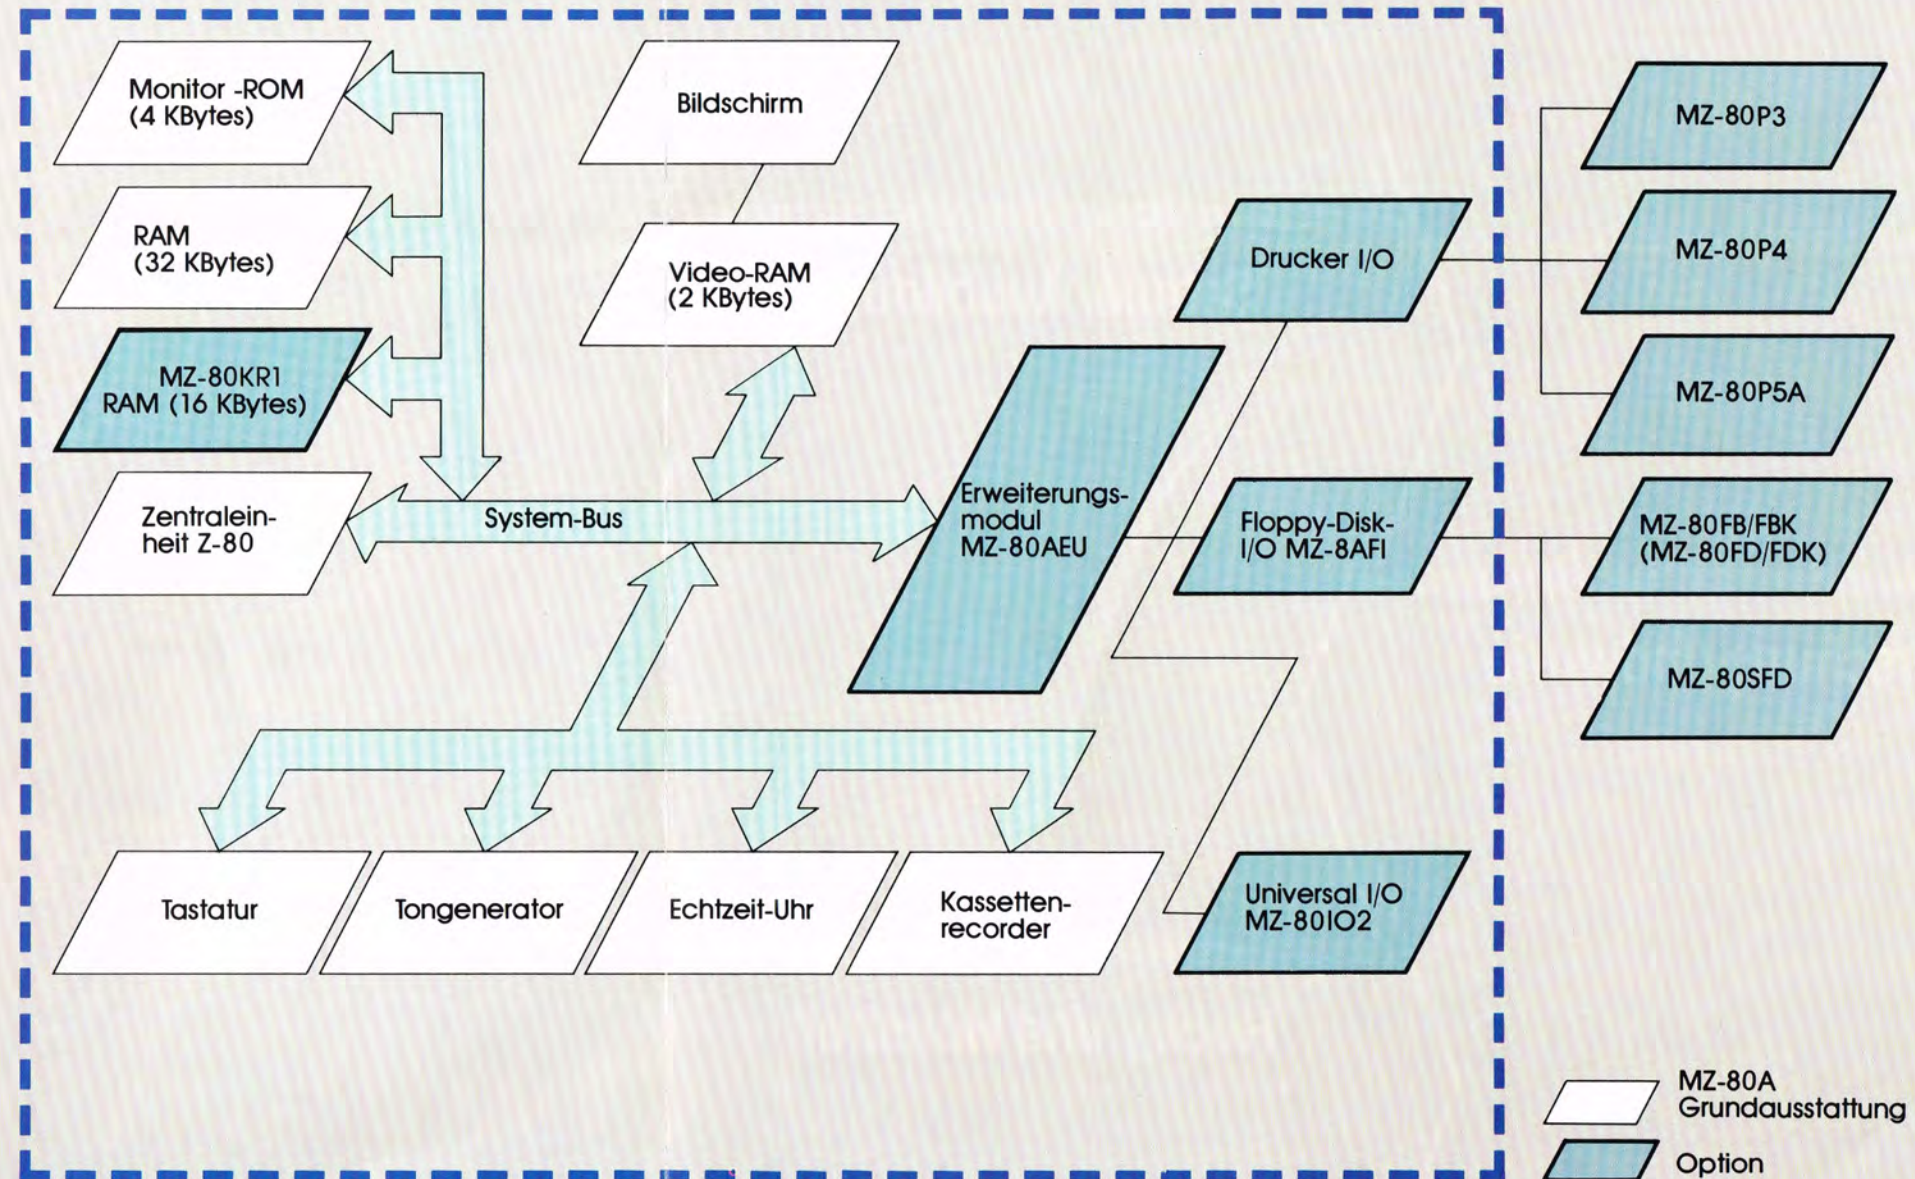 Monitor -ROM
(4 KBytes)
Bildschirm
MZ-80P3
RAM
(32 KBytes)
Video-RAM
(2 KBytes)
Drucker I/O
MZ-80P4
MZ-80KR1
RAM (16 KBytes)
MZ-80P5A
Zentralein-
heit Z-80
System-Bus
Erweiterungs-
modul
MZ-80AEU
Floppy-Disk-
I/O MZ-8AFI
MZ-80FB/FBK
(MZ-80FD/FDK)
MZ-80SFD
Tastatur
Tongenerator
Echtzeit-Uhr
Kassetten-
recorder
Universal I/O
MZ-80IO2
MZ-80A
Grundausstattung
Option